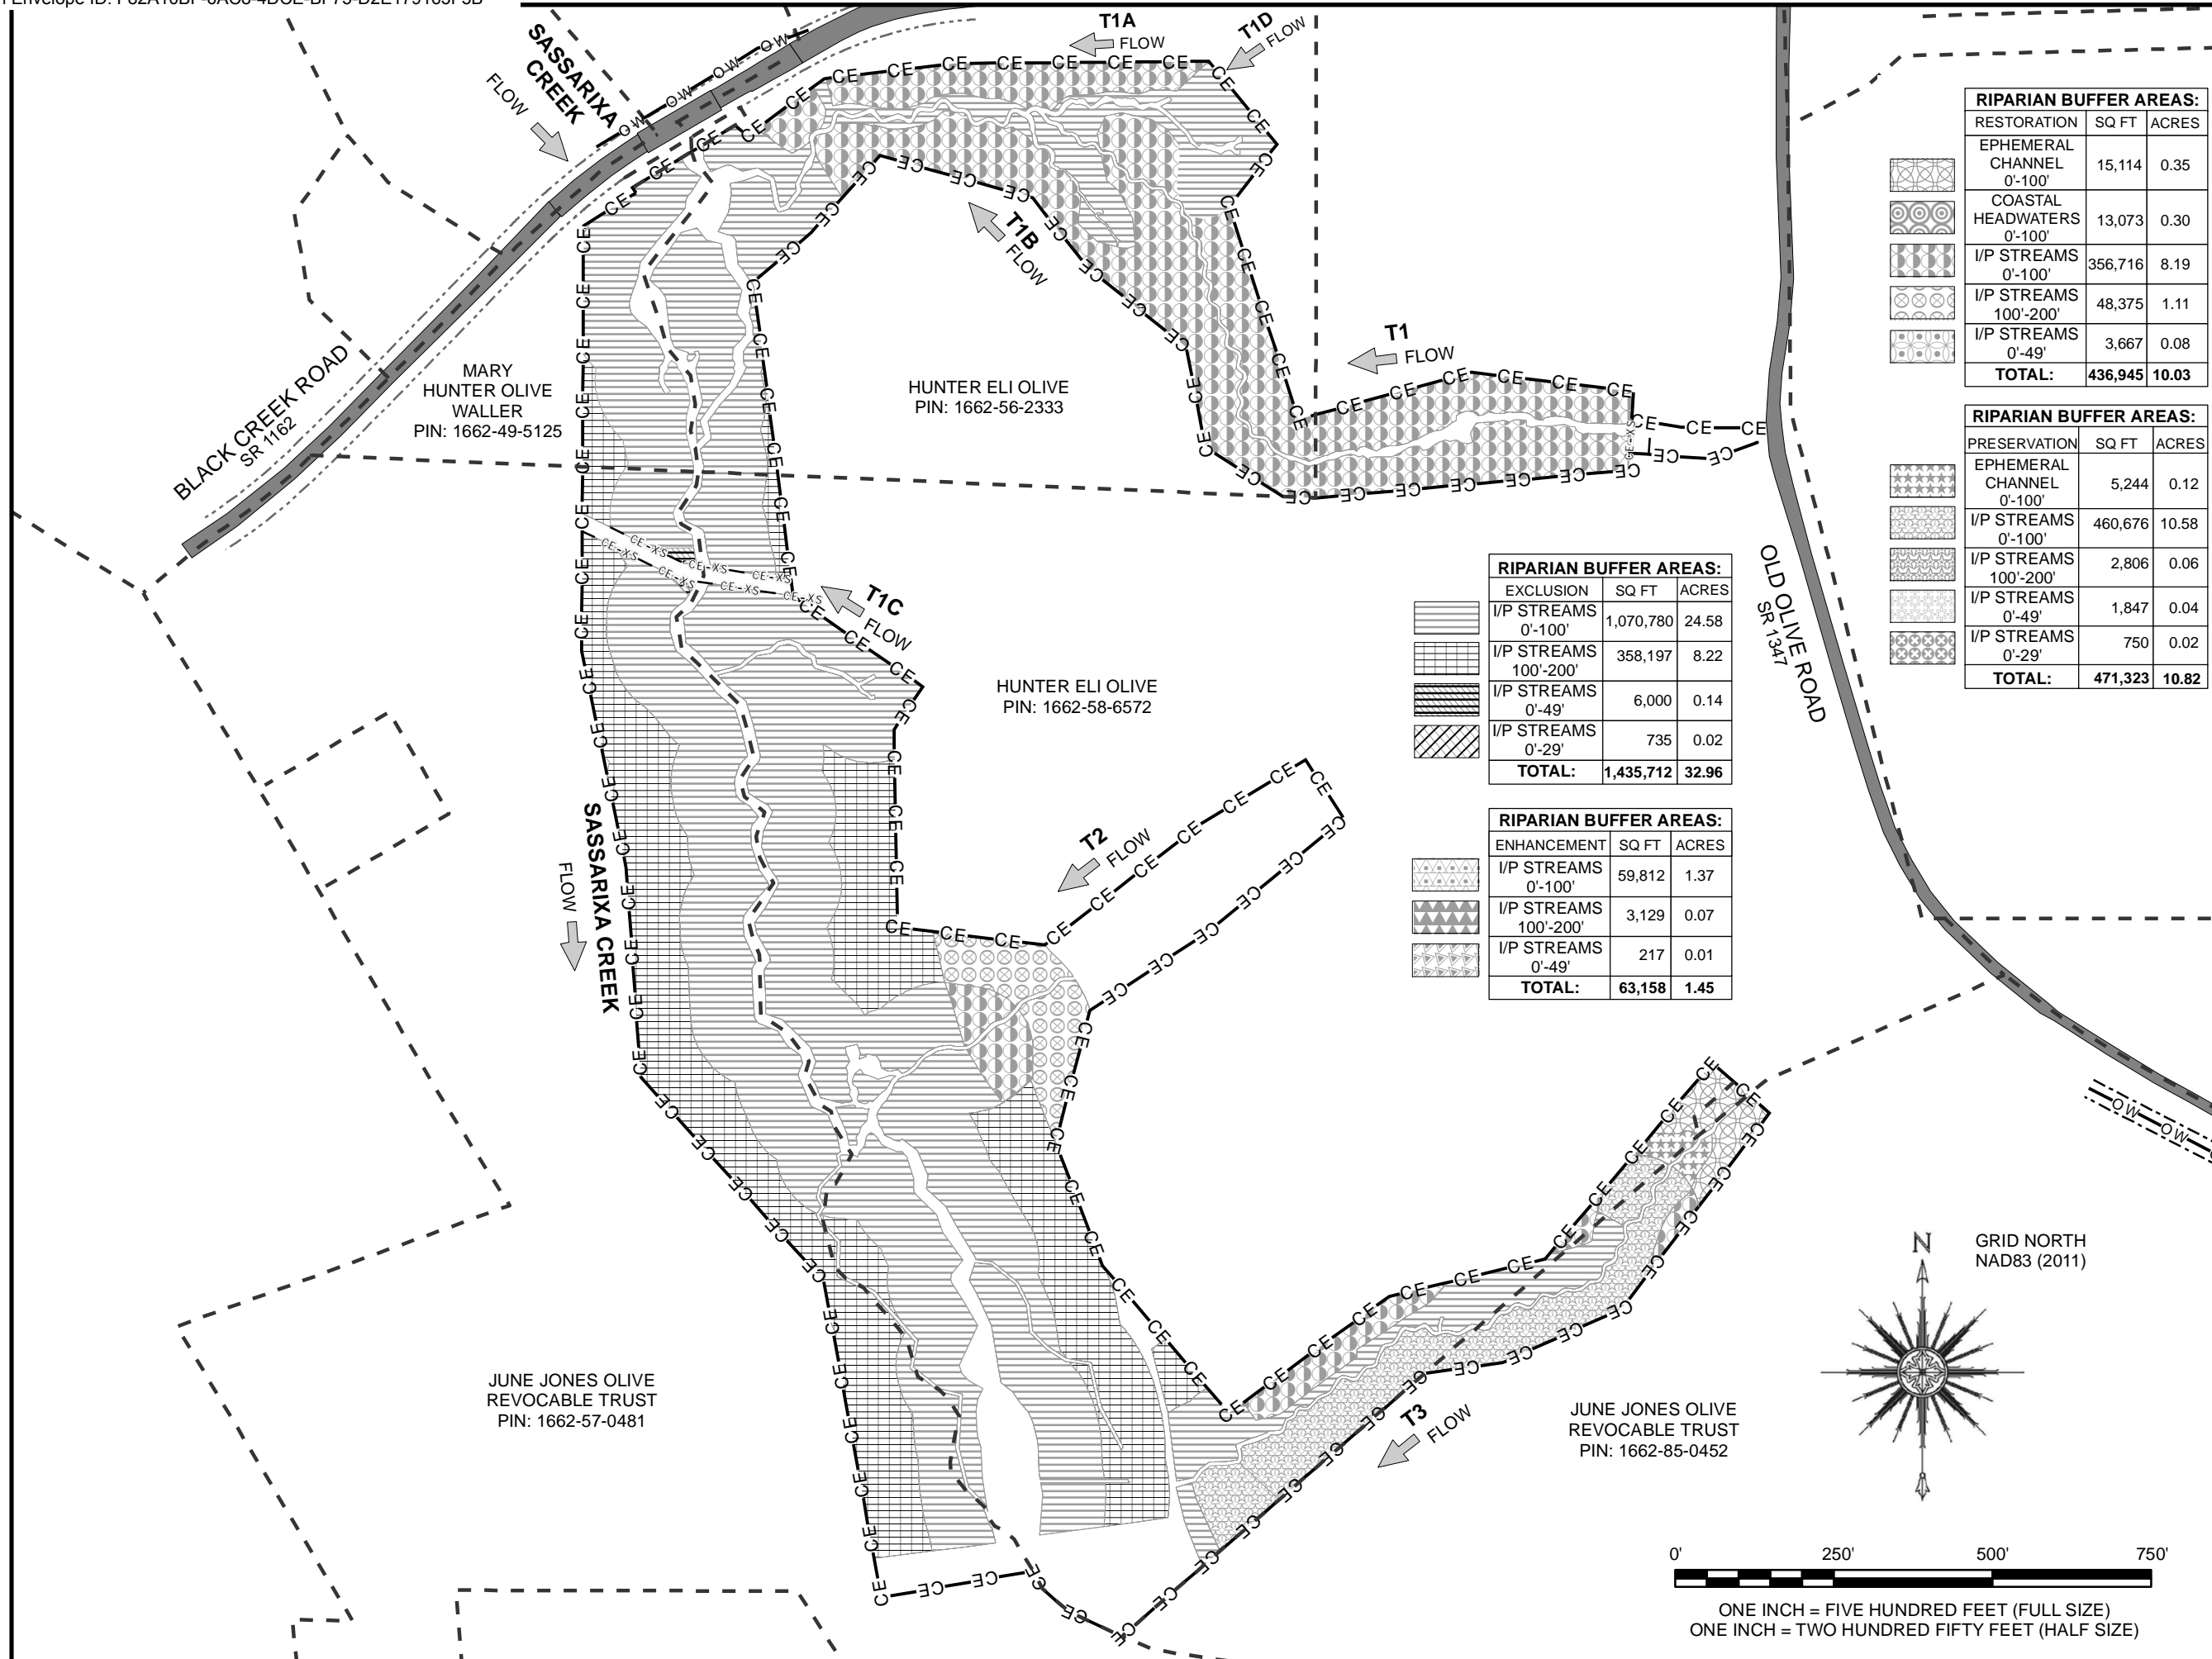 T1A
FLOW
T1D
FLOW
SASSARIXA
CREEK
FLOW
T1B
FLOW
T1
FLOW
BLACK CREEK ROAD
SR 1162
MARY
HUNTER OLIVE
WALLER
PIN: 1662-49-5125
HUNTER ELI OLIVE
PIN: 1662-56-2333
T1C
FLOW
HUNTER ELI OLIVE
PIN: 1662-58-6572
OLD OLIVE ROAD
SR 1347
T2
FLOW
SASSARIXA CREEK
FLOW
JUNE JONES OLIVE
REVOCABLE TRUST
PIN: 1662-57-0481
T3
FLOW
JUNE JONES OLIVE
REVOCABLE TRUST
PIN: 1662-85-0452
RIPARIAN BUFFER AREAS:
RESTORATION SQ FT ACRES
EPHEMERAL
CHANNEL 15,114 0.35
0'-100'
COASTAL
HEADWATERS 13,073 0.30
0'-100'
I/P STREAMS 356,716 8.19
0'-100'
I/P STREAMS 48,375 1.11
100'-200'
I/P STREAMS 3,667 0.08
0'-49'
TOTAL: 436,945 10.03
RIPARIAN BUFFER AREAS:
PRESERVATION SQ FT ACRES
EPHEMERAL
CHANNEL 5,244 0.12
0'-100'
I/P STREAMS 460,676 10.58
0'-100'
I/P STREAMS 2,806 0.06
100'-200'
I/P STREAMS 1,847 0.04
0'-49'
I/P STREAMS 750 0.02
0'-29'
TOTAL: 471,323 10.82
RIPARIAN BUFFER AREAS:
EXCLUSION SQ FT ACRES
I/P STREAMS 1,070,780 24.58
0'-100'
I/P STREAMS 358,197 8.22
100'-200'
I/P STREAMS 6,000 0.14
0'-49'
I/P STREAMS 735 0.02
0'-29'
TOTAL: 1,435,712 32.96
RIPARIAN BUFFER AREAS:
ENHANCEMENT SQ FT ACRES
I/P STREAMS 59,812 1.37
0'-100'
I/P STREAMS 3,129 0.07
100'-200'
I/P STREAMS 217 0.01
0'-49'
TOTAL: 63,158 1.45
N
GRID NORTH
NAD83 (2011)
0' 250' 500' 750'
ONE INCH = FIVE HUNDRED FEET (FULL SIZE)
ONE INCH = TWO HUNDRED FIFTY FEET (HALF SIZE)